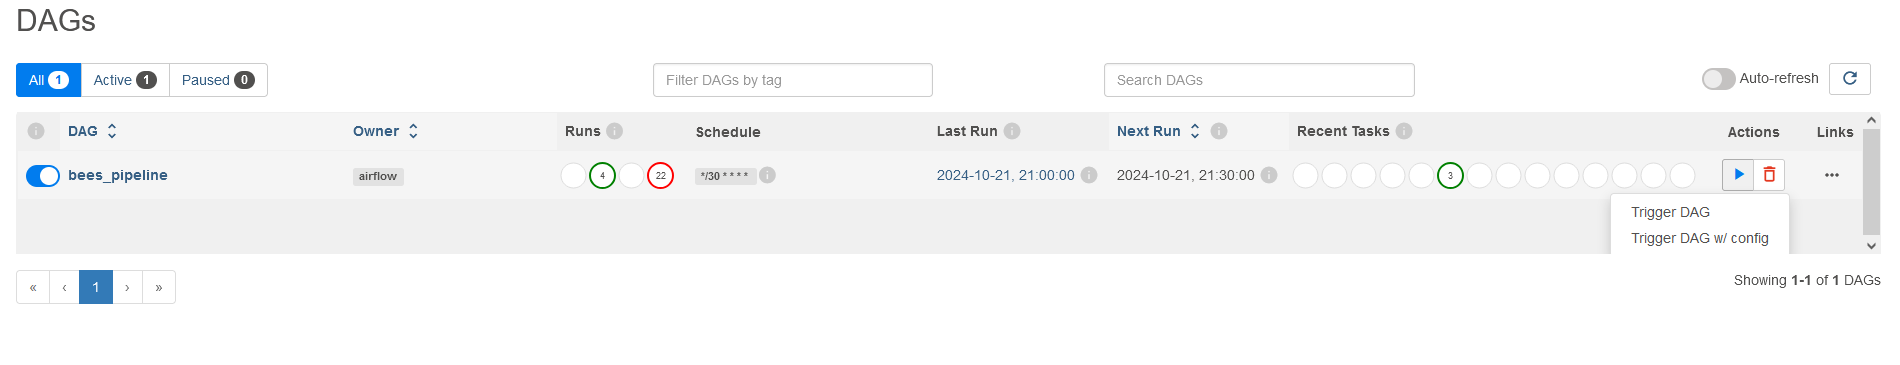 DAGs
All 1 Active 1 Paused 0 Filter DAGs by tag Search DAGs Auto-refresh
DAG Owner Runs Schedule Last Run Next Run Recent Tasks Actions Links
bees_pipeline airflow 4 22 */30 * * * * 2024-10-21, 21:00:00 2024-10-21, 21:30:00 3 ...
Trigger DAG
Trigger DAG w/ config
« ‹ 1 › » Showing 1-1 of 1 DAGs